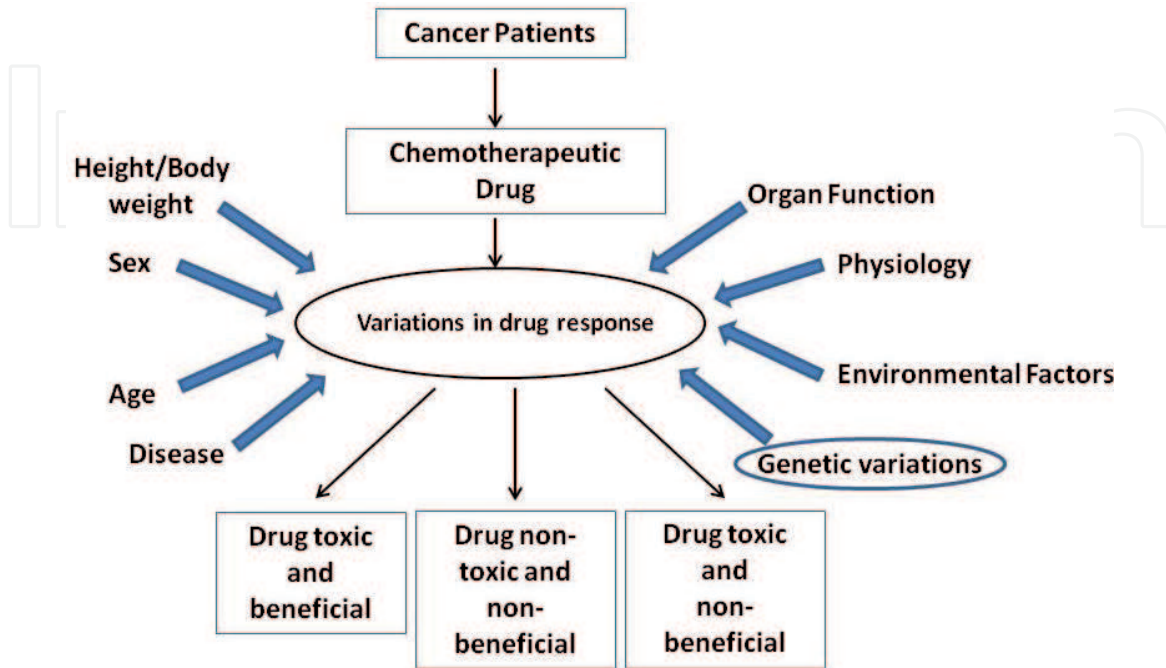 Cancer Patients
Chemotherapeutic
Drug
Height/Body
weight
Organ Function
Sex
Physiology
Variations in drug response
Age
Environmental Factors
Disease
Genetic variations
Drug toxic
and
beneficial
Drug non-
toxic and
non-
beneficial
Drug toxic
and
non-
beneficial